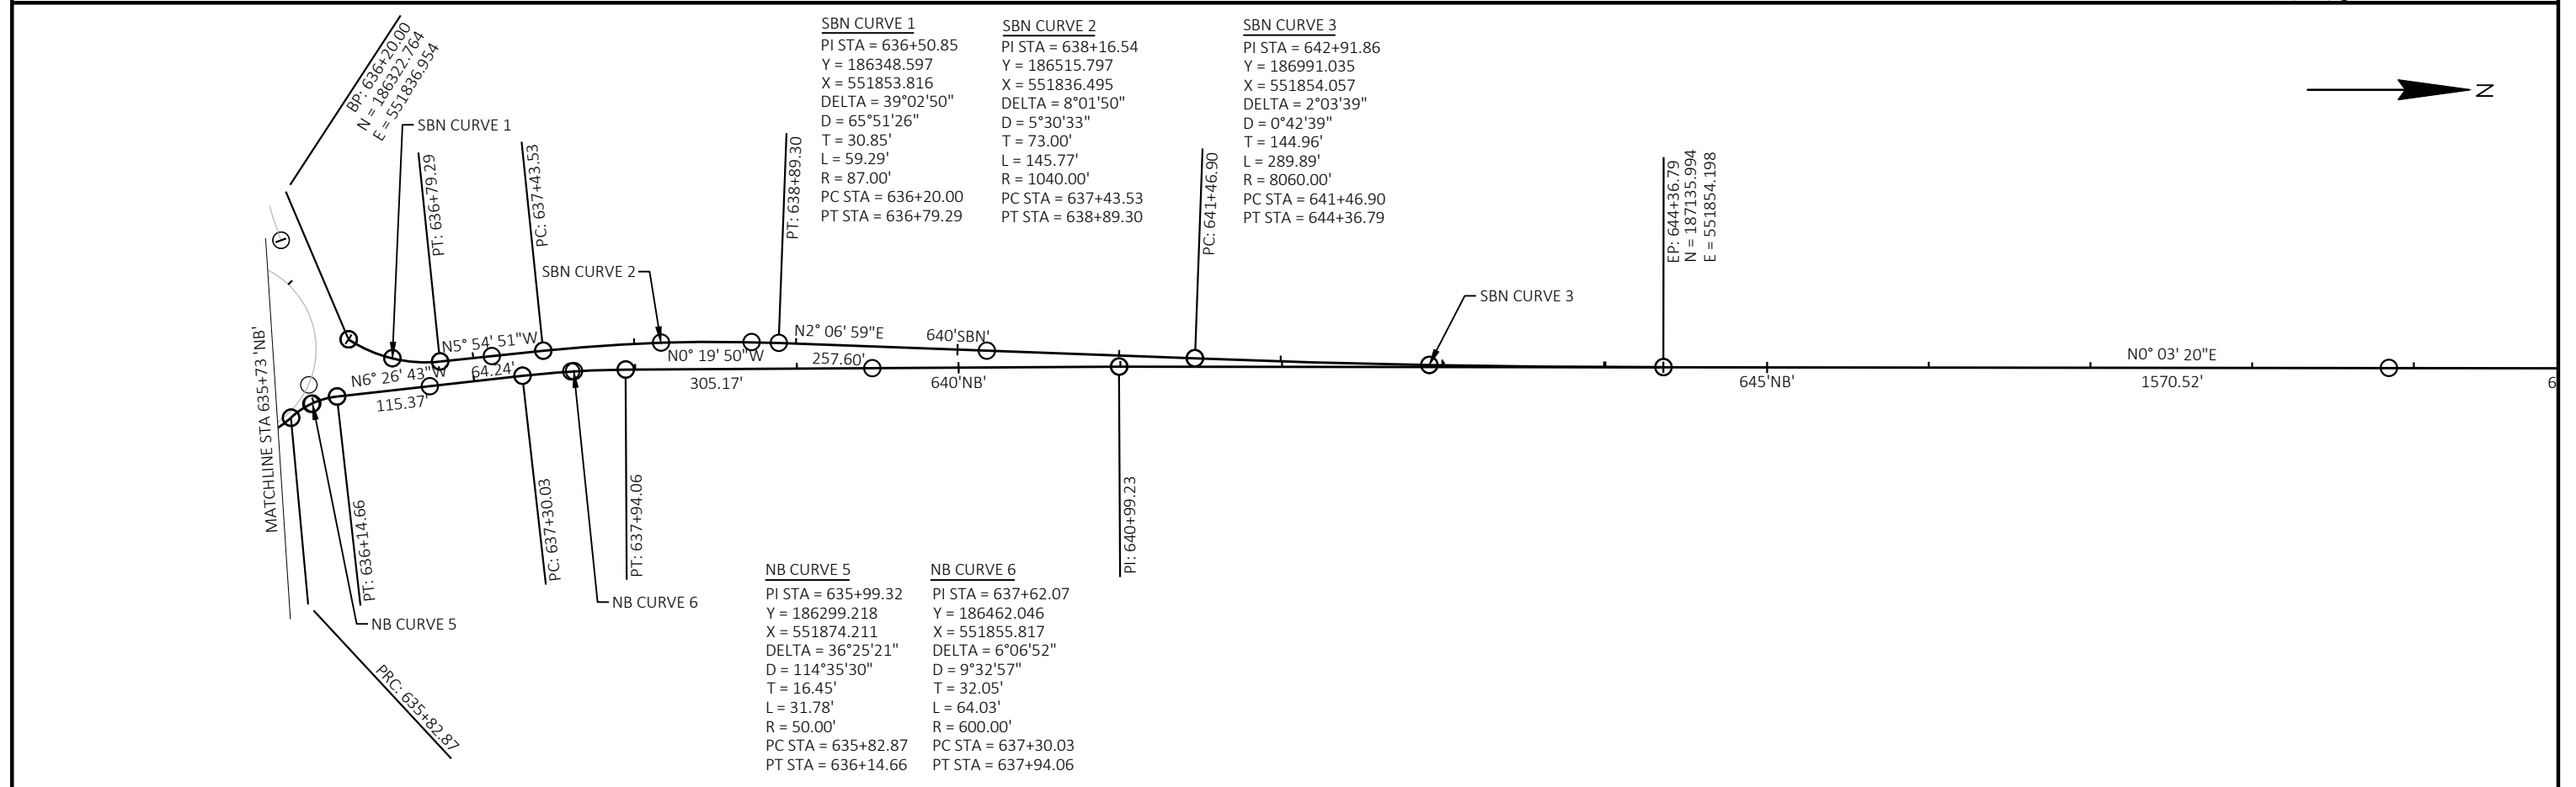 BP: 636+20.00
N = 186322.764
E = 551836.954
SBN CURVE 1
PT: 636+79.29
PC: 637+43.53
SBN CURVE 2
PT: 638+89.30
SBN CURVE 1
PI STA = 636+50.85
Y = 186348.597
X = 551853.816
DELTA = 39°02'50"
D = 65°51'26"
T = 30.85'
L = 59.29'
R = 87.00'
PC STA = 636+20.00
PT STA = 636+79.29
SBN CURVE 2
PI STA = 638+16.54
Y = 186515.797
X = 551836.495
DELTA = 8°01'50"
D = 5°30'33"
T = 73.00'
L = 145.77'
R = 1040.00'
PC STA = 637+43.53
PT STA = 638+89.30
SBN CURVE 3
PI STA = 642+91.86
Y = 186991.035
X = 551854.057
DELTA = 2°03'39"
D = 0°42'39"
T = 144.96'
L = 289.89'
R = 8060.00'
PC STA = 641+46.90
PT STA = 644+36.79
PC: 641+46.90
SBN CURVE 3
EP: 644+36.79
N = 187135.994
E = 551854.198
N
MATCHLINE STA 635+73 'NB'
N5° 54' 51"W
64.24'
N6° 26' 43"W
115.37'
N0° 19' 50"W
305.17'
N2° 06' 59"E
257.60'
640'SBN'
640'NB'
645'NB'
N0° 03' 20"E
1570.52'
6
PRC: 635+82.87
PT: 636+14.66
NB CURVE 5
PC: 637+30.03
NB CURVE 6
PT: 637+94.06
PI: 640+99.23
NB CURVE 5
PI STA = 635+99.32
Y = 186299.218
X = 551874.211
DELTA = 36°25'21"
D = 114°35'30"
T = 16.45'
L = 31.78'
R = 50.00'
PC STA = 635+82.87
PT STA = 636+14.66
NB CURVE 6
PI STA = 637+62.07
Y = 186462.046
X = 551855.817
DELTA = 6°06'52"
D = 9°32'57"
T = 32.05'
L = 64.03'
R = 600.00'
PC STA = 637+30.03
PT STA = 637+94.06